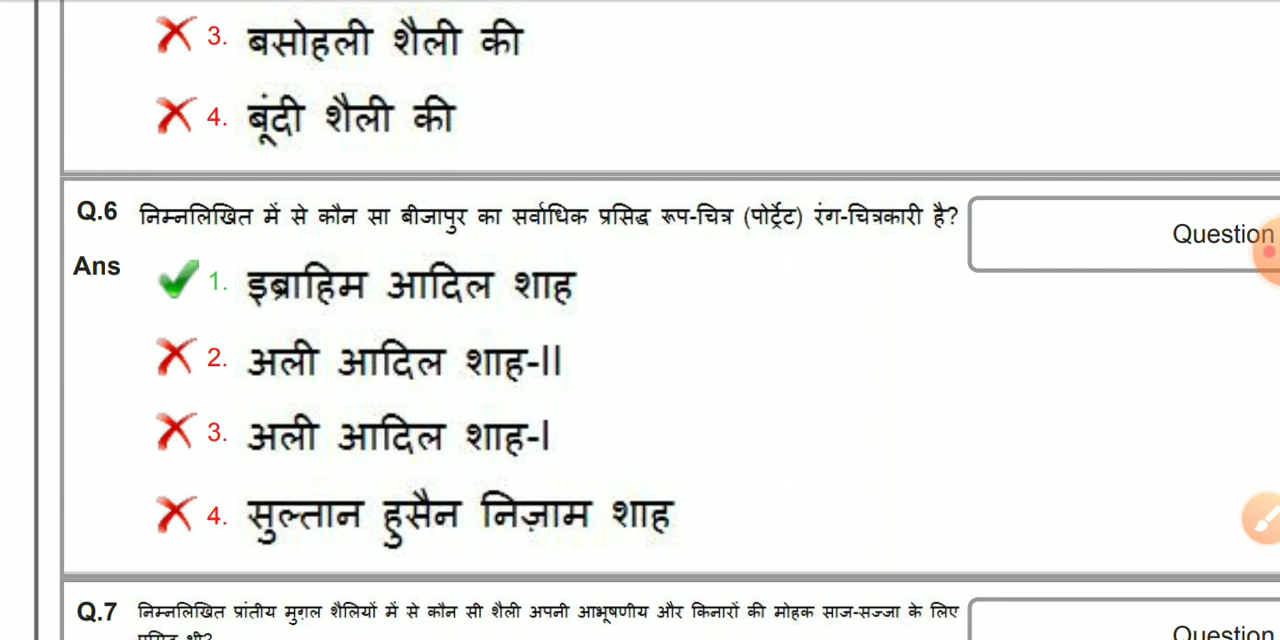 3. बसोहली शैली की
4. बूंदी शैली की
Q.6 निम्नलिखित में से कौन सा बीजापुर का सर्वाधिक प्रसिद्ध रूप-चित्र (पोर्ट्रेट) रंग-चित्रकारी है?
Question
Ans 1. इब्राहिम आदिल शाह
2. अली आदिल शाह-II
3. अली आदिल शाह-I
4. सुल्तान हुसैन निज़ाम शाह
Q.7 निम्नलिखित प्रांतीय मुग़ल शैलियों में से कौन सी शैली अपनी आभूषणीय और किनारों की मोहक साज-सज्जा के लिए
Question